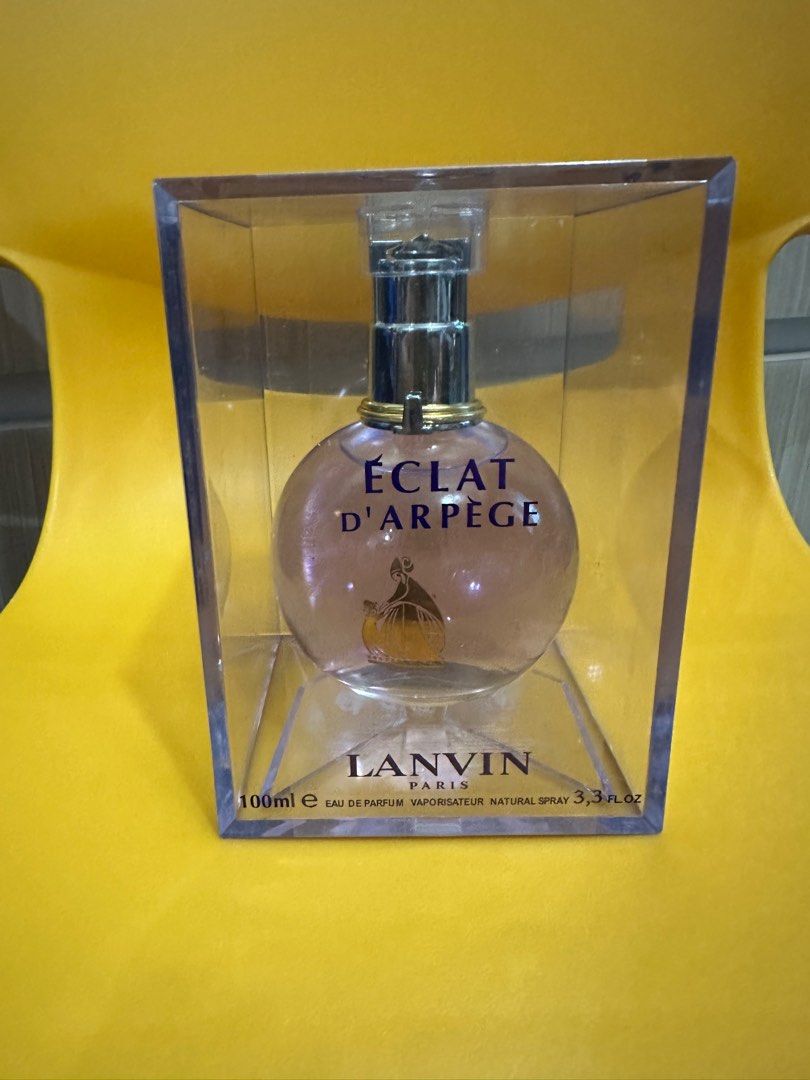 ÉCLAT
D'ARPÈGE
LANVIN
PARIS
100ml e EAU DE PARFUM VAPORISATEUR NATURAL SPRAY 3,3 FL.OZ